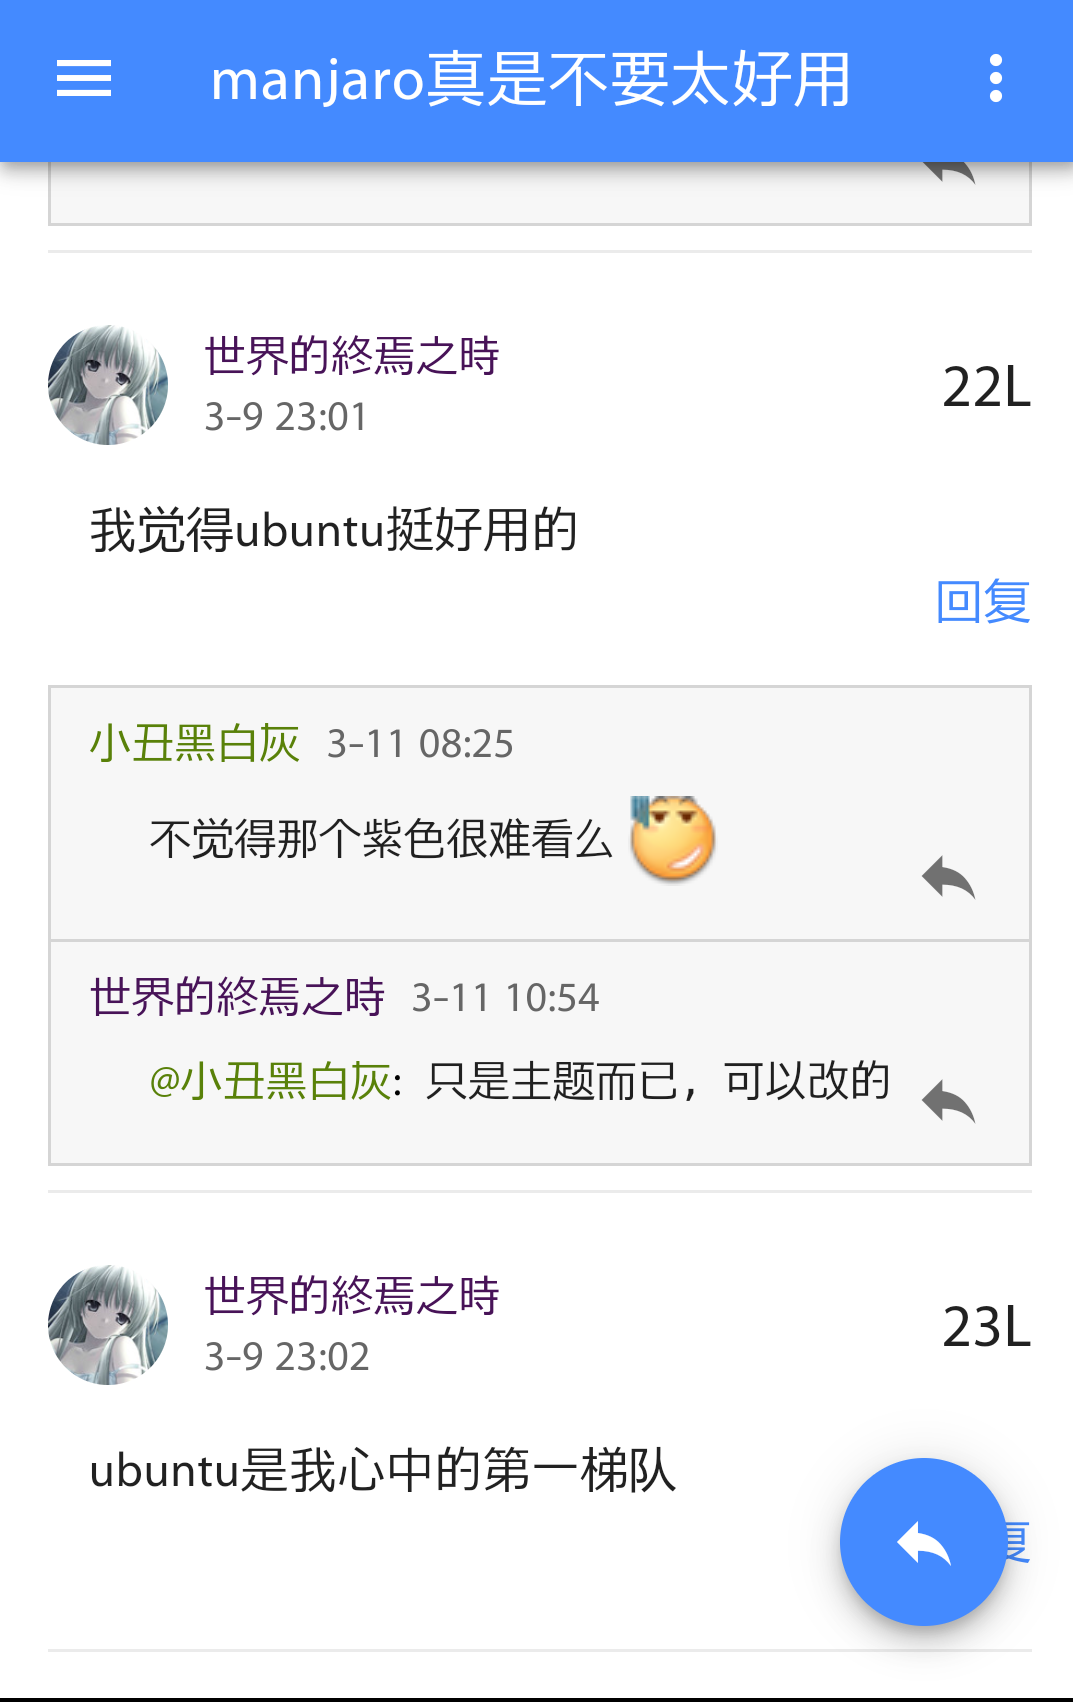 manjaro真是不要太好用
世界的終焉之時
3-9 23:01
22L
我觉得ubuntu挺好用的
回复
小丑黑白灰 3-11 08:25
不觉得那个紫色很难看么
世界的終焉之時 3-11 10:54
@小丑黑白灰: 只是主题而已，可以改的
世界的終焉之時
3-9 23:02
23L
ubuntu是我心中的第一梯队
复